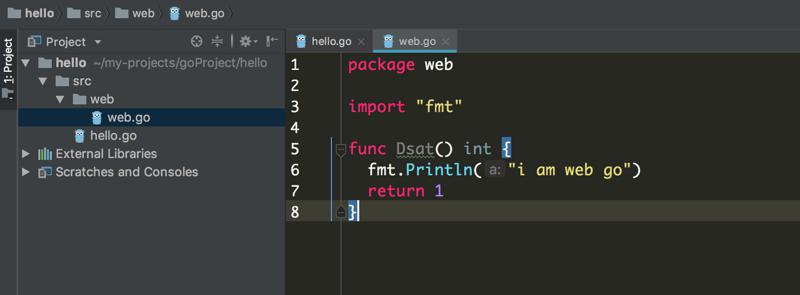 hello src web web.go
1: Project
Project
hello ~/my-projects/goProject/hello
src
web
web.go
hello.go
External Libraries
Scratches and Consoles
hello.go web.go
1 package web
2
3 import "fmt"
4
5 func Dsat() int {
6 fmt.Println( a: "i am web go")
7 return 1
8 }